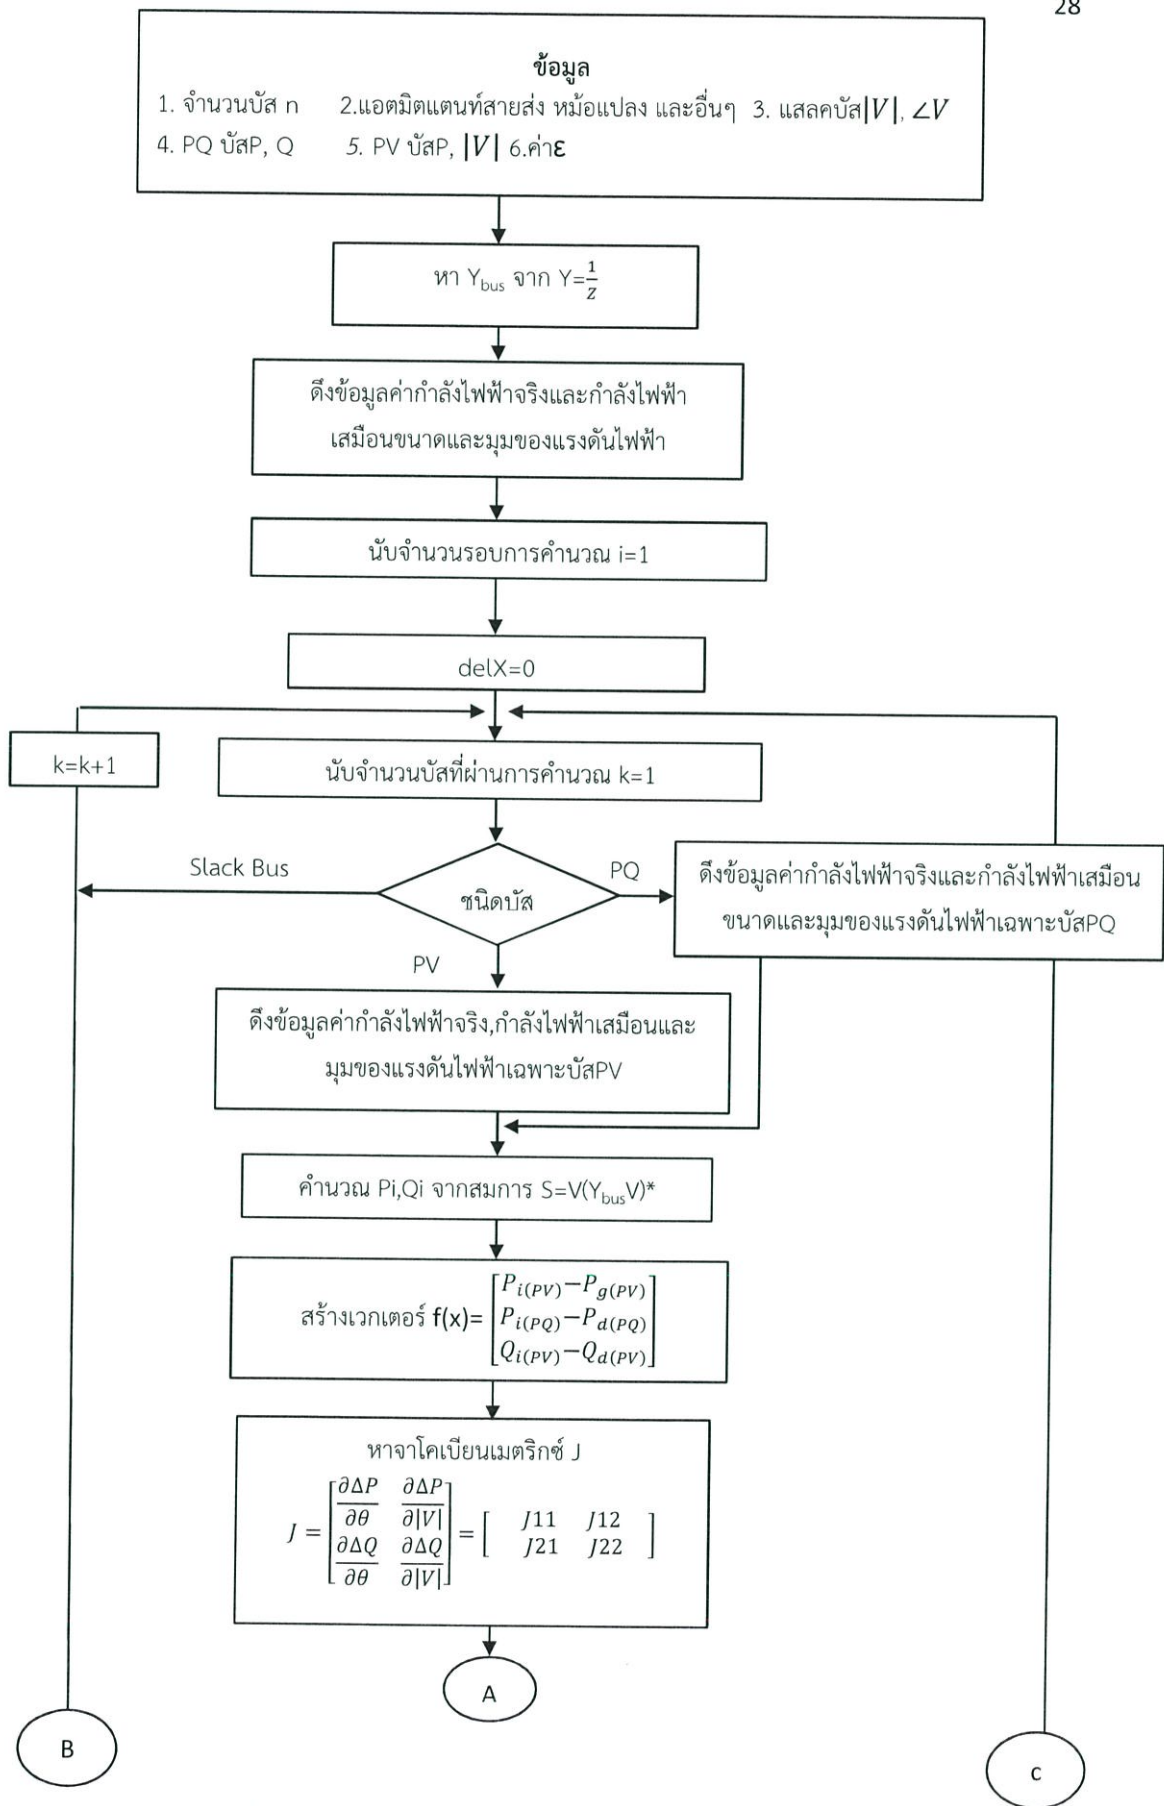 28
ข้อมูล
1. จำนวนบัส n 2.แอตมิตแตนท์สายส่ง หม้อแปลง และอื่นๆ 3. แสลคบัส|V|, ∠V
4. PQ บัสP, Q 5. PV บัสP, |V| 6.ค่าε
หา Y_bus จาก Y=1/Z
ดึงข้อมูลค่ากำลังไฟฟ้าจริงและกำลังไฟฟ้า
เสมือนขนาดและมุมของแรงดันไฟฟ้า
นับจำนวนรอบการคำนวณ i=1
delX=0
k=k+1
นับจำนวนบัสที่ผ่านการคำนวณ k=1
Slack Bus
ชนิดบัส
PQ
ดึงข้อมูลค่ากำลังไฟฟ้าจริงและกำลังไฟฟ้าเสมือน
ขนาดและมุมของแรงดันไฟฟ้าเฉพาะบัสPQ
PV
ดึงข้อมูลค่ากำลังไฟฟ้าจริง,กำลังไฟฟ้าเสมือนและ
มุมของแรงดันไฟฟ้าเฉพาะบัสPV
คำนวณ Pi,Qi จากสมการ S=V(Y_busV)*
P_i(PV)−P_g(PV)
สร้างเวกเตอร์ f(x)= P_i(PQ)−P_d(PQ)
Q_i(PV)−Q_d(PV)
หาจาโคเบียนเมตริกซ์ J
∂ΔP ∂ΔP
∂θ ∂|V|
J = [ ] = [ J11 J12 ]
J21 J22
∂ΔQ ∂ΔQ
∂θ ∂|V|
A
B
c